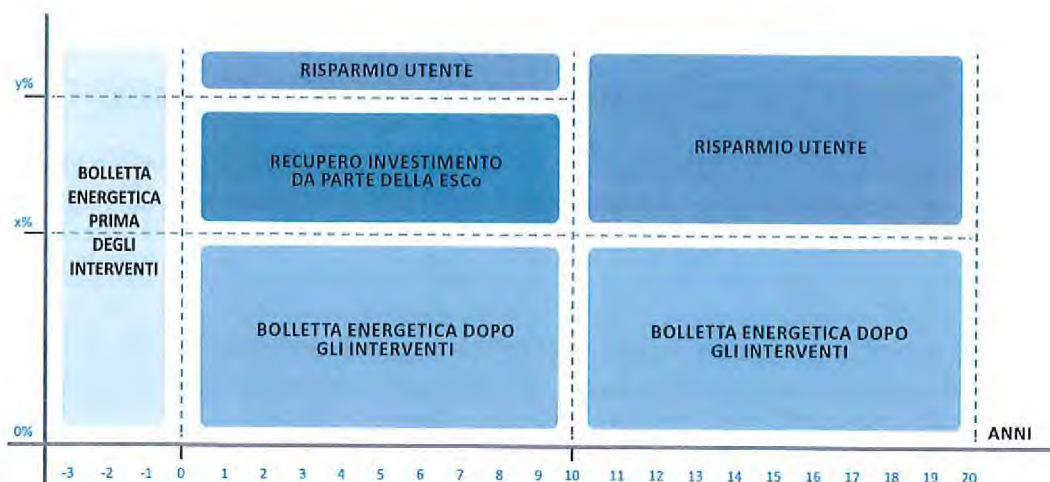 RISPARMIO UTENTE
y%
RECUPERO INVESTIMENTO
DA PARTE DELLA ESCo
RISPARMIO UTENTE
BOLLETTA
ENERGETICA
PRIMA
DEGLI
INTERVENTI
x%
BOLLETTA ENERGETICA DOPO
GLI INTERVENTI
BOLLETTA ENERGETICA DOPO
GLI INTERVENTI
0%
ANNI
-3 -2 -1 0 1 2 3 4 5 6 7 8 9 10 11 12 13 14 15 16 17 18 19 20